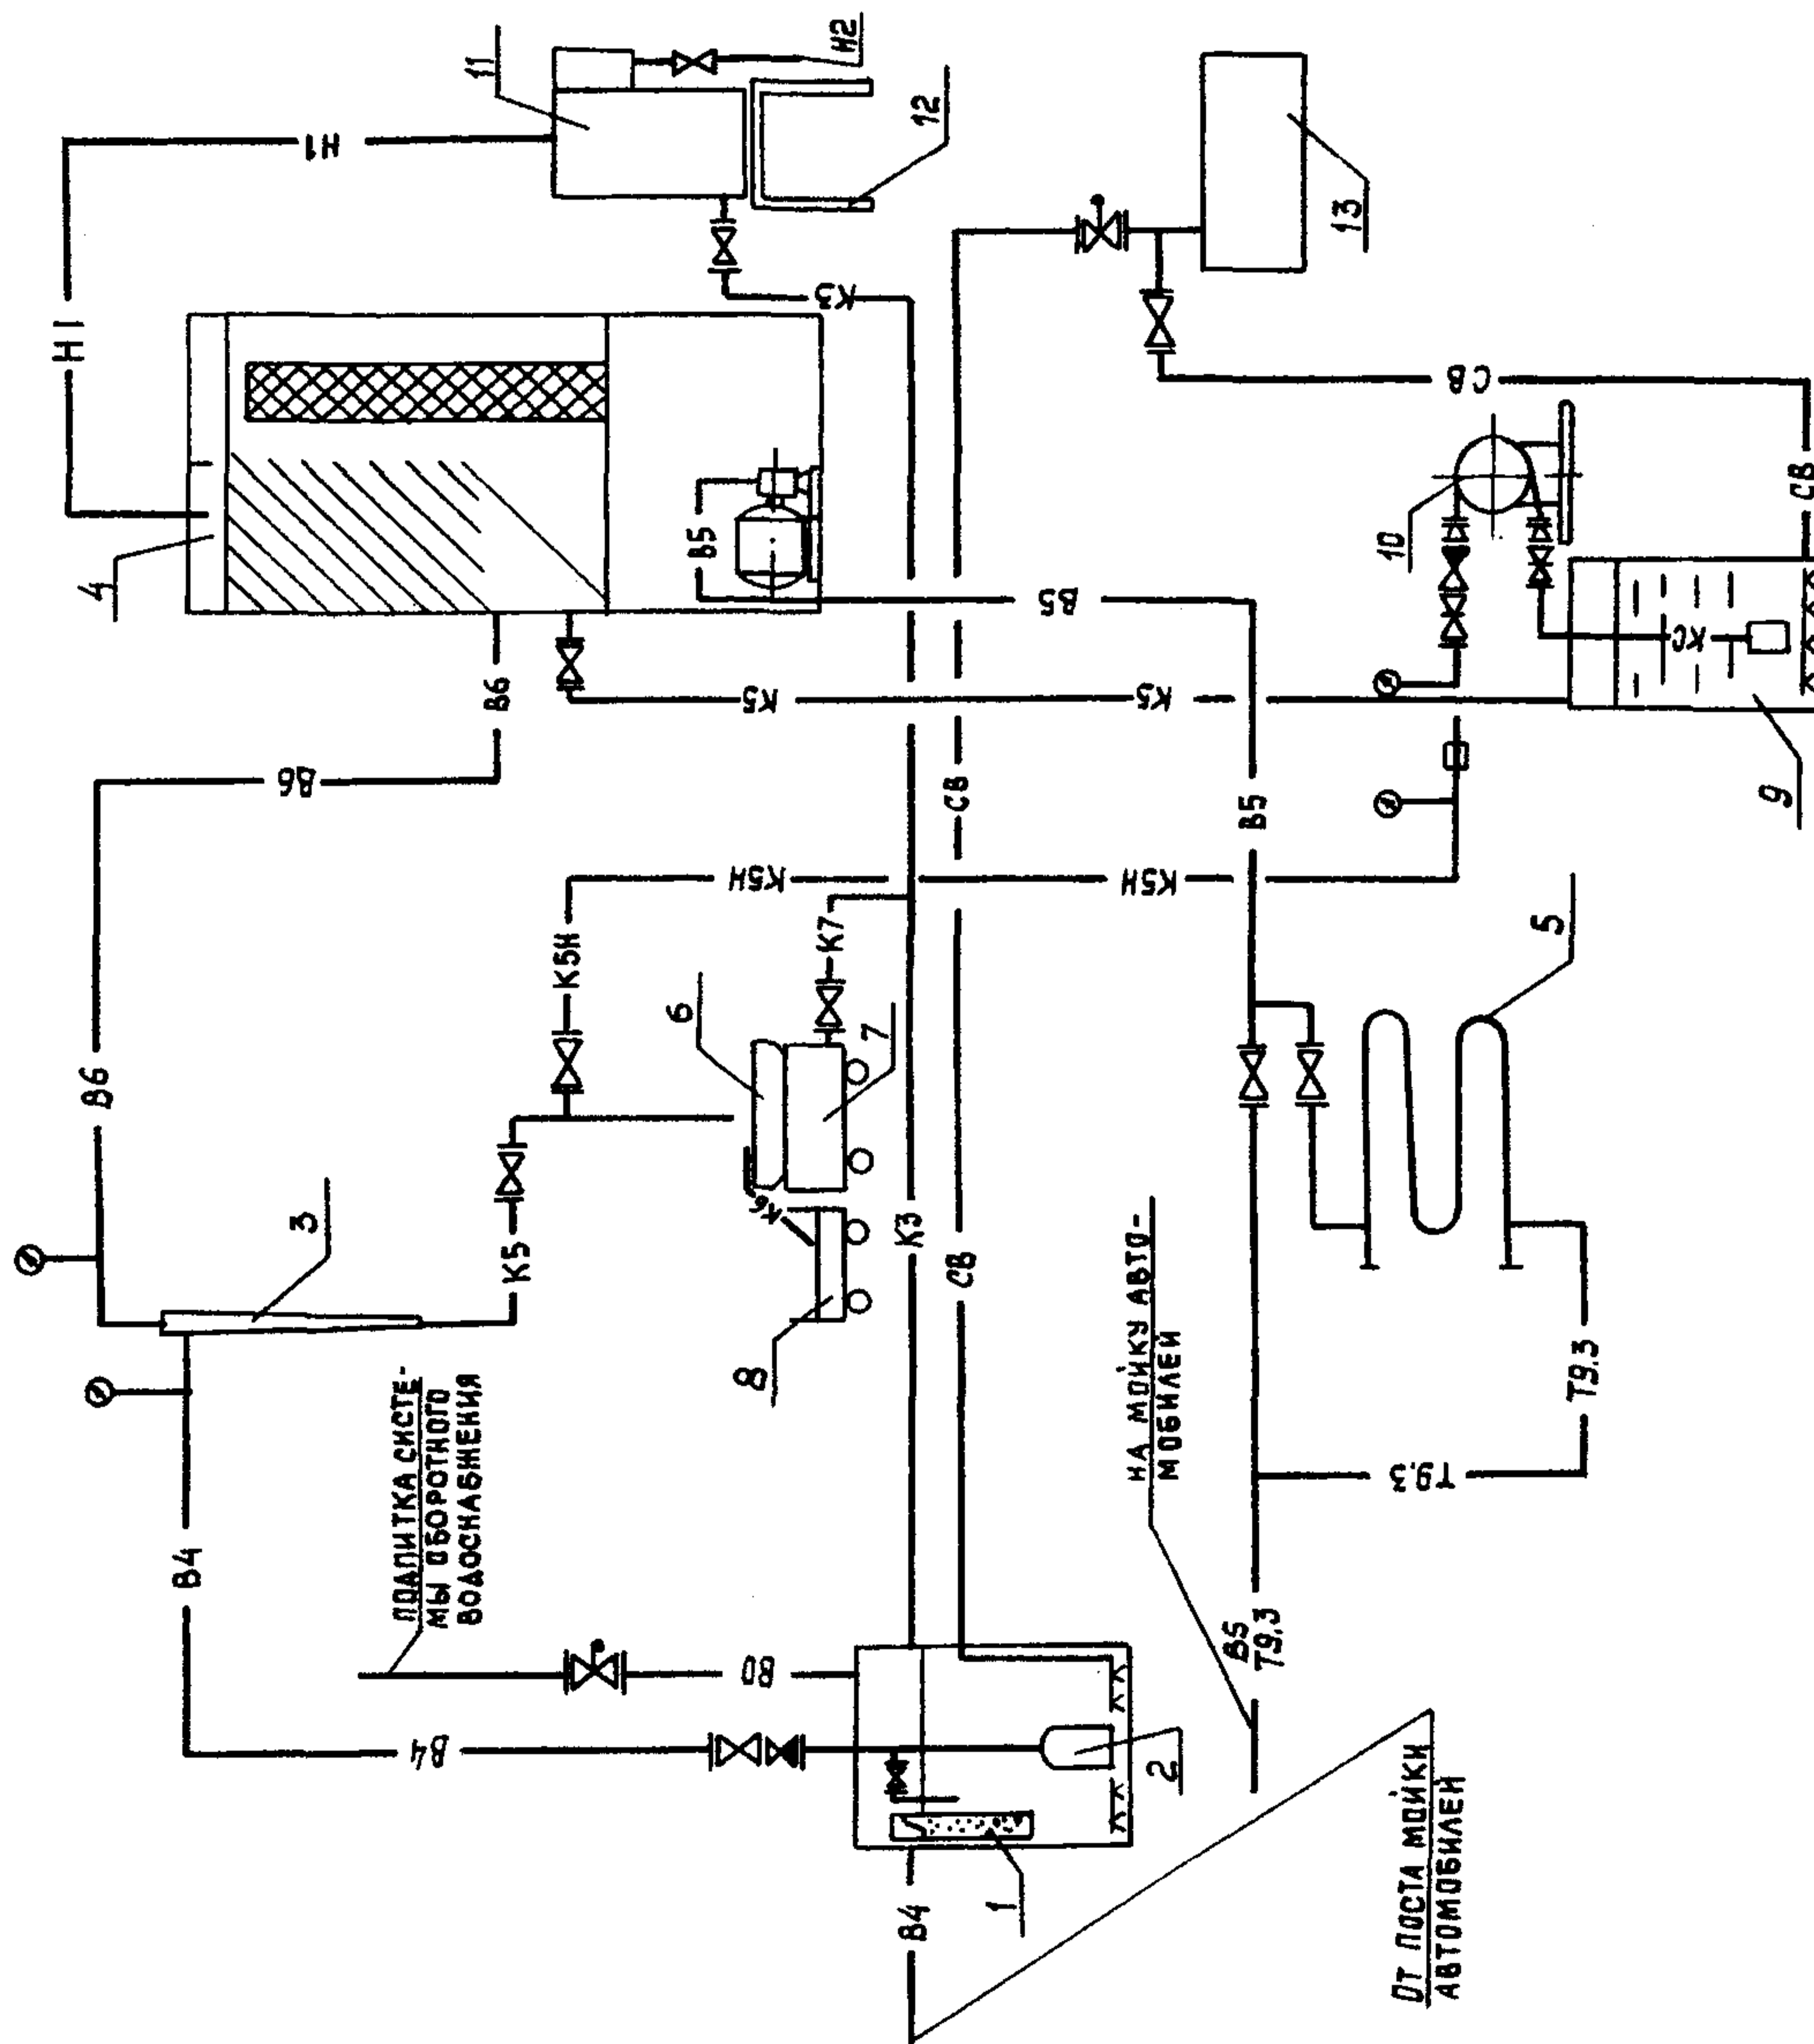 Н1
В6
4
В4
В6
3
Н1
ПОДПИТКА СИСТЕ-
МЫ ОБОРОТНОГО
ВОДОСНАБЖЕНИЯ
В4
11
В6
К5
К5Н
6
В5
8
К5Н
В0
К5
К6
К7
К3
Н2
7
В4
К3
12
СВ
СВ
1
В5
НА МОЙКУ АВТО-
МОБИЛЕЙ
К5Н
К5
2
В5
Т9.3
В5
13
10
ОТ ПОСТА МОЙКИ
АВТОМОБИЛЕЙ
Т9.3
СВ
5
Т9.3
КС
9
СВ